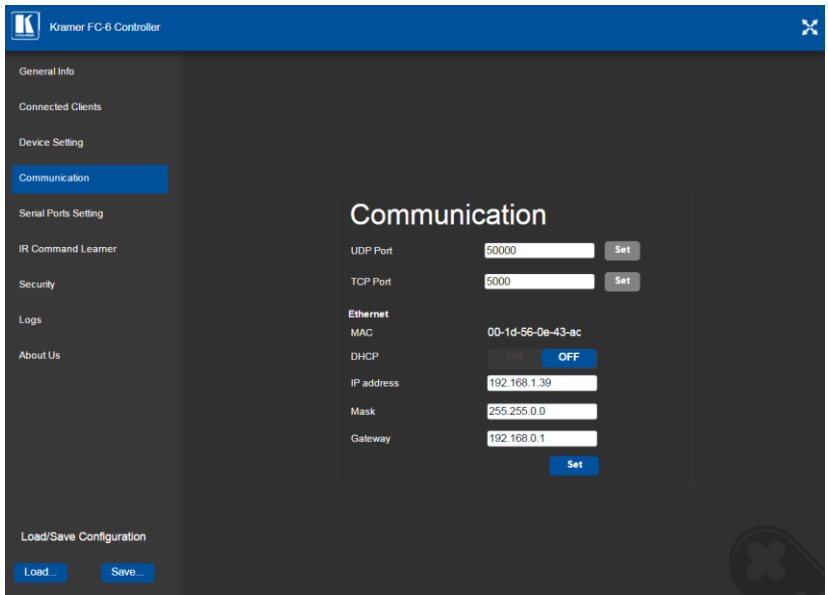 Kramer FC-6 Controller
General Info
Connected Clients
Device Setting
Communication
Serial Ports Setting
IR Command Learner
Security
Logs
About Us
Load/Save Configuration
Load... Save...
Communication
UDP Port 50000 Set
TCP Port 5000 Set
Ethernet
MAC 00-1d-56-0e-43-ac
DHCP ON OFF
IP address 192.168.1.39
Mask 255.255.0.0
Gateway 192.168.0.1
Set